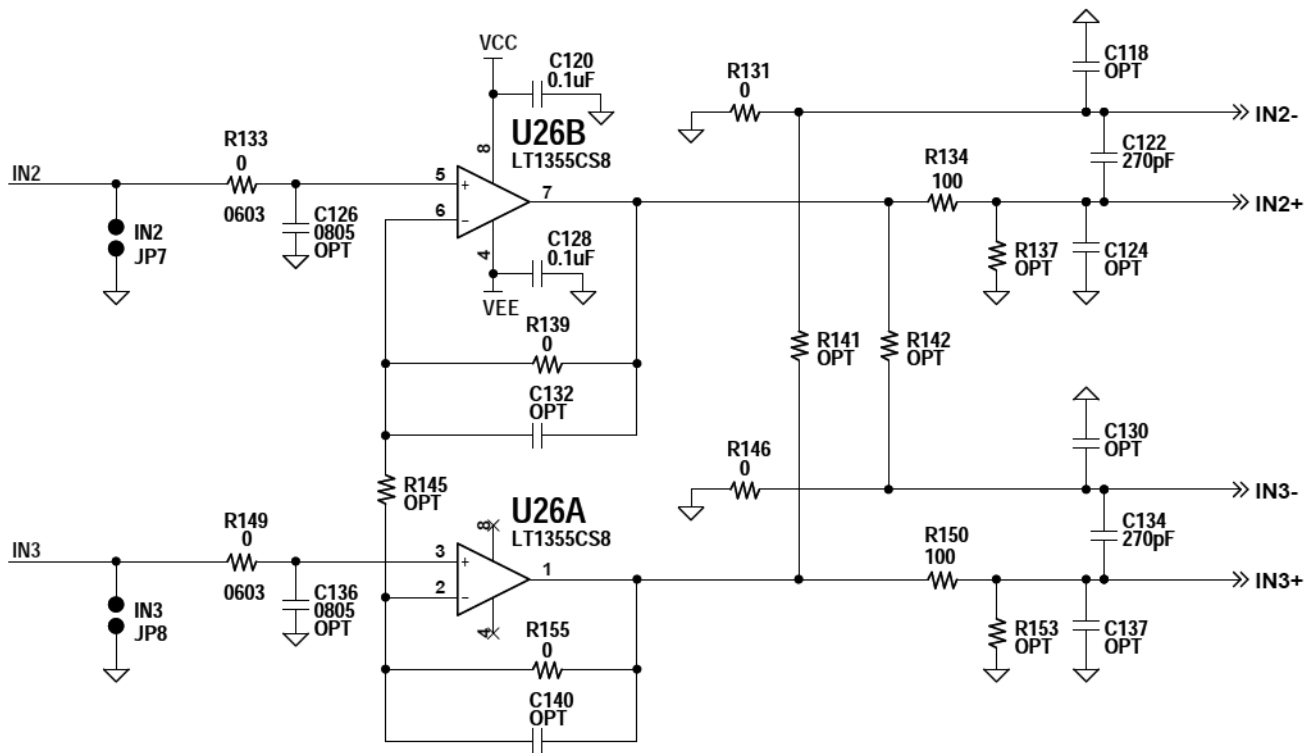 VCC
C120
0.1uF
C118
OPT
R131
0
U26B
LT1355CS8
IN2-
R133
0
8
C122
270pF
R134
100
IN2
5
+
7
IN2+
6
−
0603
C126
0805
OPT
IN2
JP7
4
C128
0.1uF
R137
OPT
C124
OPT
VEE
R139
0
R141
OPT
R142
OPT
C132
OPT
C130
OPT
R146
0
R145
OPT
U26A
LT1355CS8
IN3-
R149
0
8
C134
270pF
R150
100
IN3
3
+
1
IN3+
2
−
0603
C136
0805
OPT
IN3
JP8
4
R155
0
R153
OPT
C137
OPT
C140
OPT